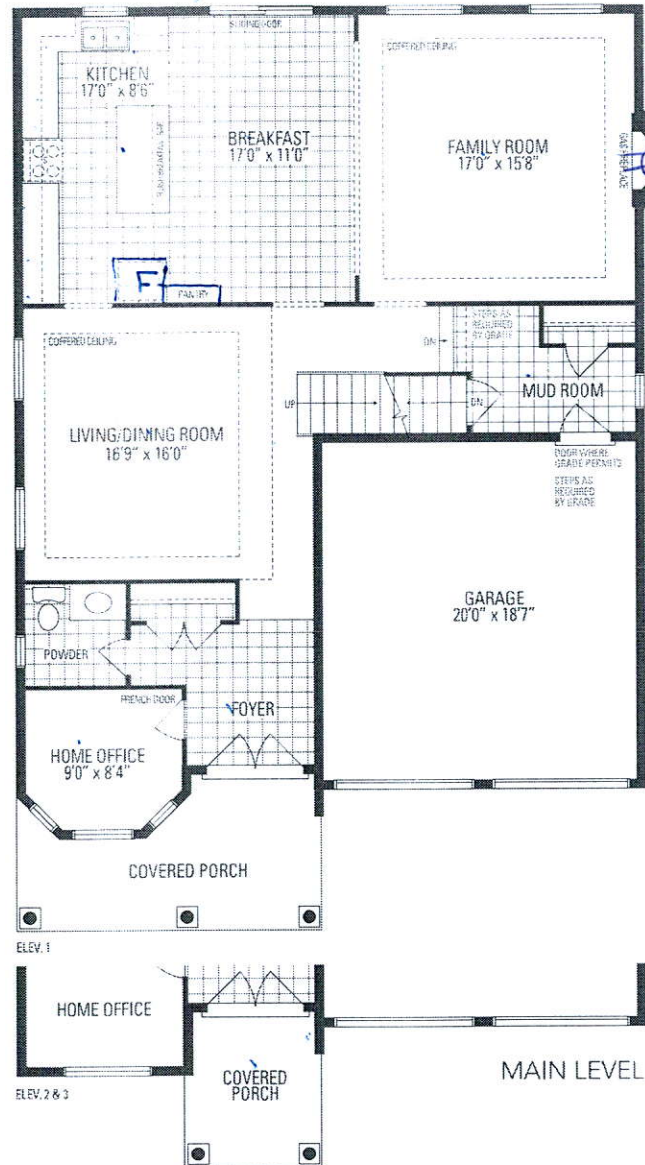 SLIDING DOOR
COFFERED CEILING
KITCHEN
17'0" x 8'6"
FLUSH BREAKFAST BAR
BREAKFAST
17'0" x 11'0"
FAMILY ROOM
17'0" x 15'8"
GAS FIREPLACE
F
PANTRY
COFFERED CEILING
STEPS AS
REQUIRED
BY GRADE
DN
MUD ROOM
UP
DN
LIVING/DINING ROOM
16'9" x 16'0"
DOOR WHERE
GRADE PERMITS
STEPS AS
REQUIRED
BY GRADE
GARAGE
20'0" x 18'7"
POWDER
FRENCH DOOR
FOYER
HOME OFFICE
9'0" x 8'4"
COVERED PORCH
ELEV. 1
HOME OFFICE
ELEV. 2 & 3
COVERED
PORCH
MAIN LEVEL